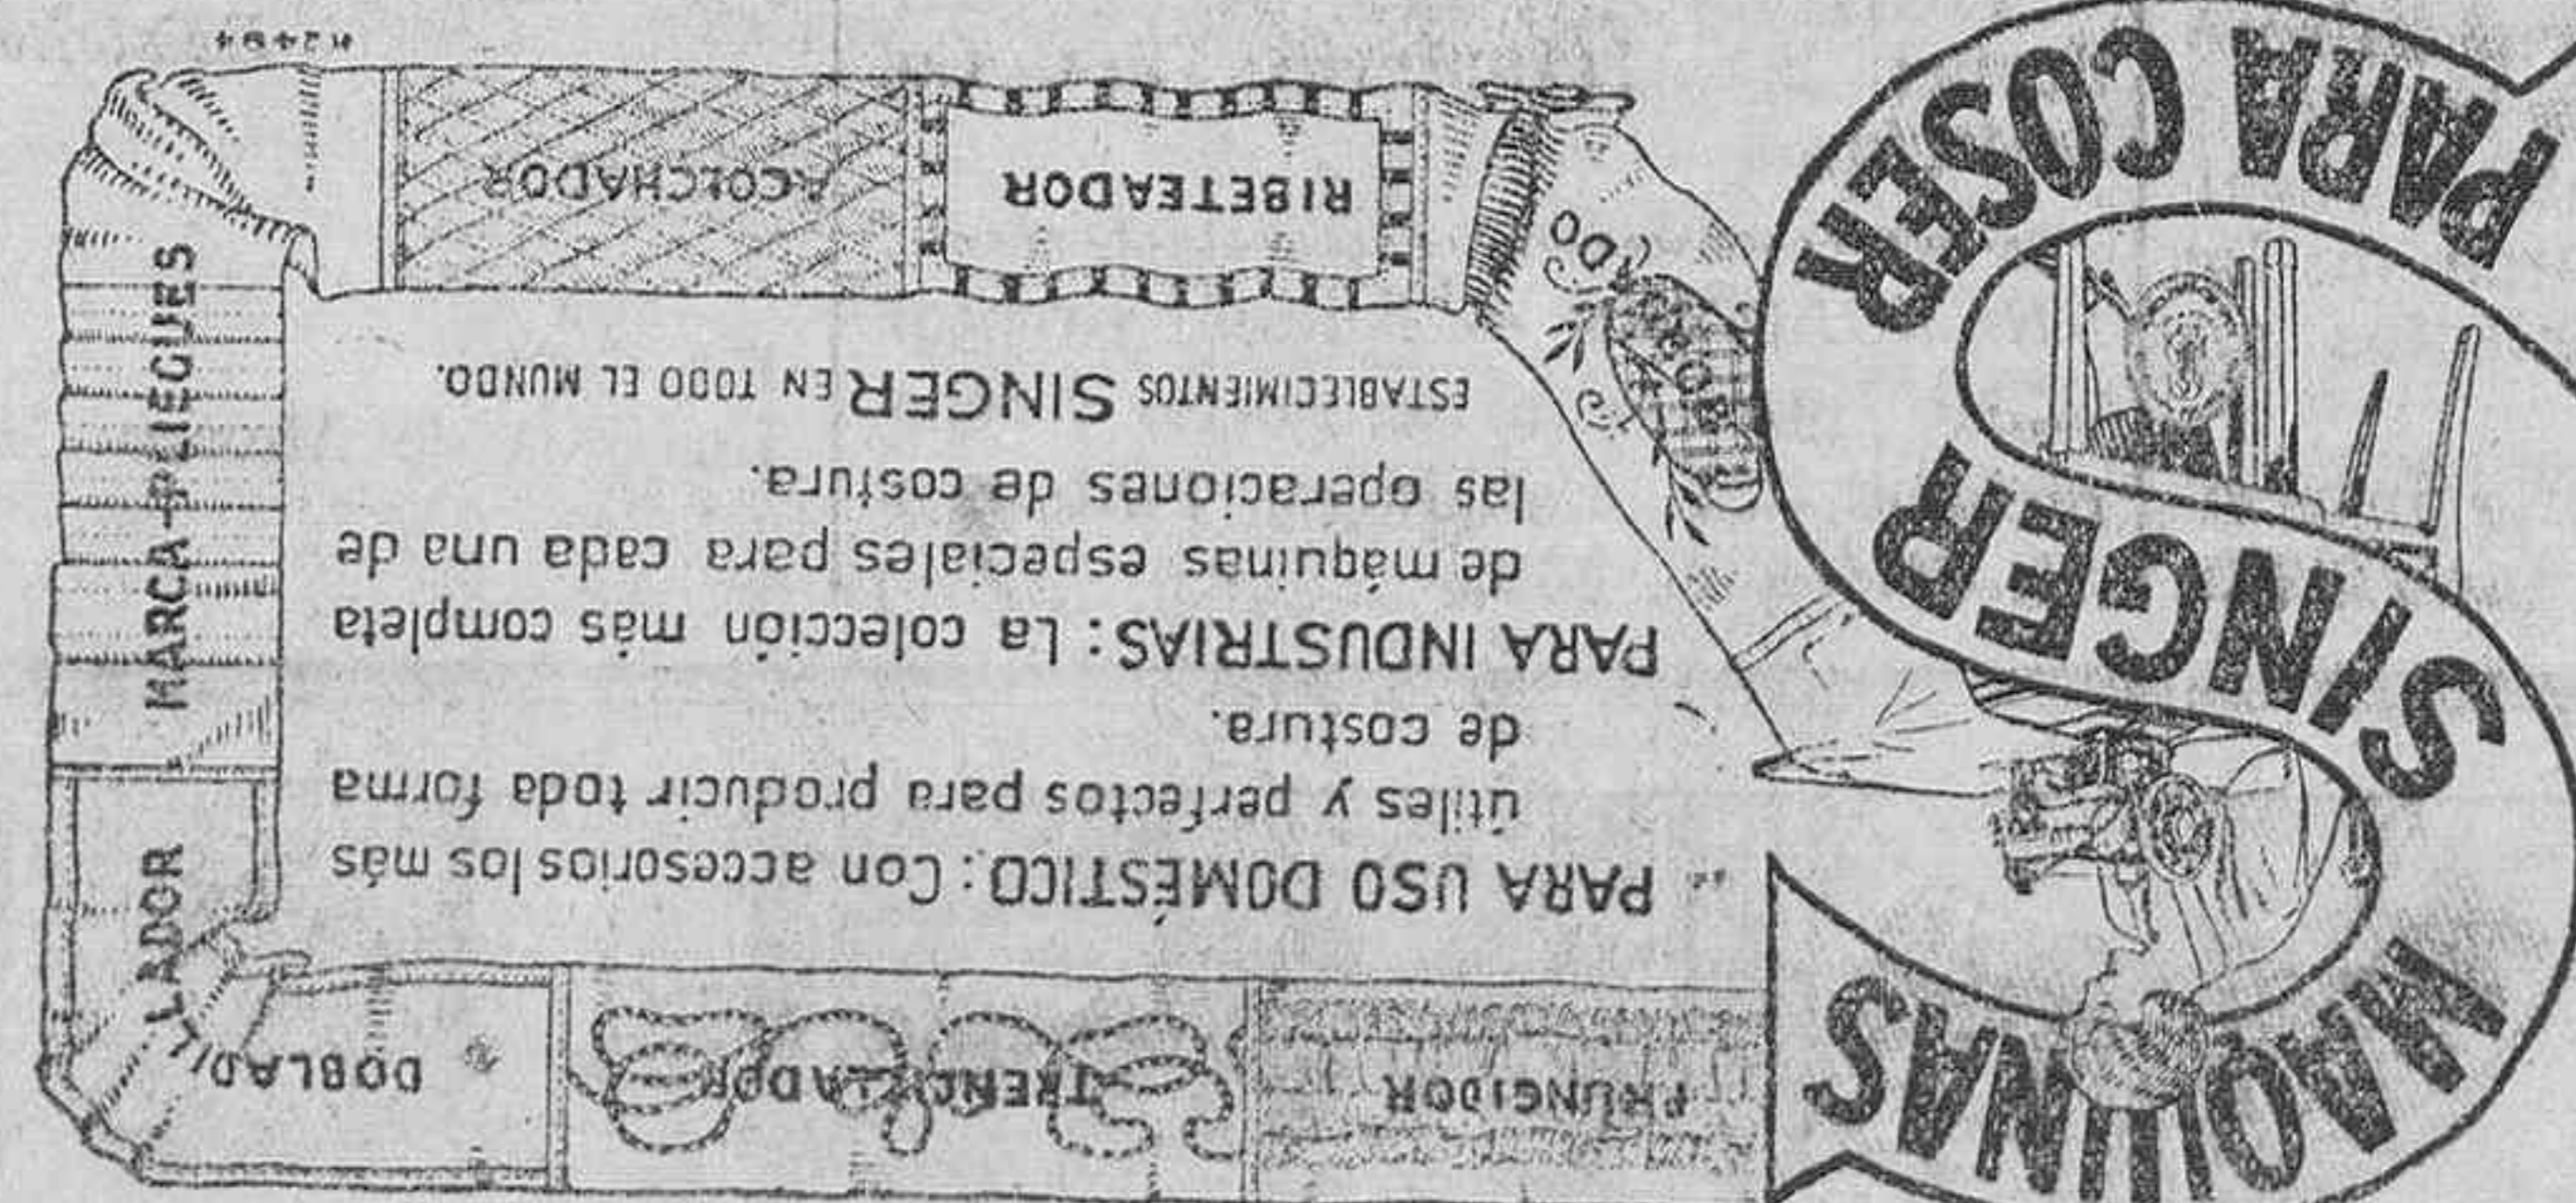 MAQUINAS
SINGER
PARA COSER
FRUNCIDOR
TRENCILLADOR
DOBLADILLADOR
PARA USO DOMÉSTICO: Con accesorios los más
útiles y perfectos para producir toda forma
de costura.
PARA INDUSTRIAS: La colección más completa
de máquinas especiales para cada una de
las operaciones de costura.
ESTABLECIMIENTOS SINGER EN TODO EL MUNDO.
MARCA-PLIEGUES
ACOLCHADOR
RIBETEADOR